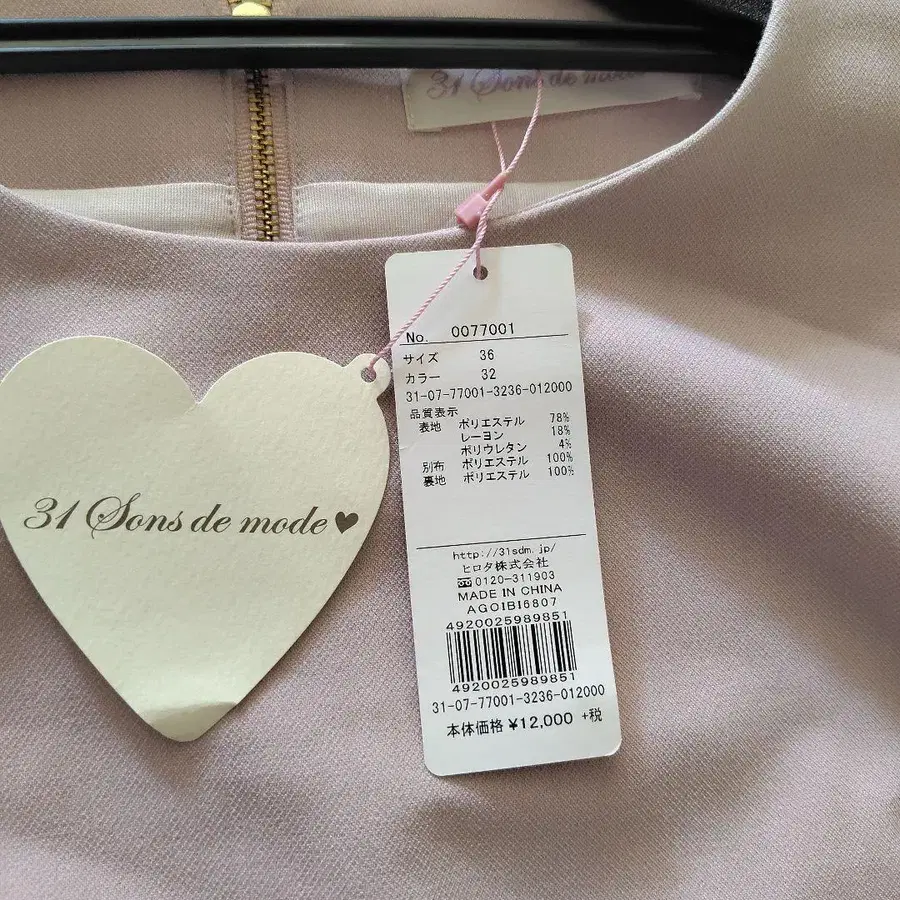 31 Sons de mode
31 Sons de mode♥
No. 0077001
サイズ 36
カラー 32
31-07-77001-3236-012000
品質表示
表地 ポリエステル 78%
レーヨン 18%
ポリウレタン 4%
別布 ポリエステル 100%
裏地 ポリエステル 100%
http://31sdm.jp/
ヒロタ株式会社
0120-311903
MADE IN CHINA
AG01BI6807
4920025989851
4920025989851
31-07-77001-3236-012000
本体価格 ¥12,000 +税